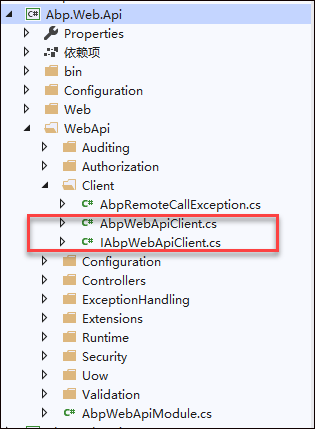 Abp.Web.Api
Properties
依赖项
bin
Configuration
Web
WebApi
Auditing
Authorization
Client
C# AbpRemoteCallException.cs
C# AbpWebApiClient.cs
C# IAbpWebApiClient.cs
Configuration
Controllers
ExceptionHandling
Extensions
Runtime
Security
Uow
Validation
C# AbpWebApiModule.cs